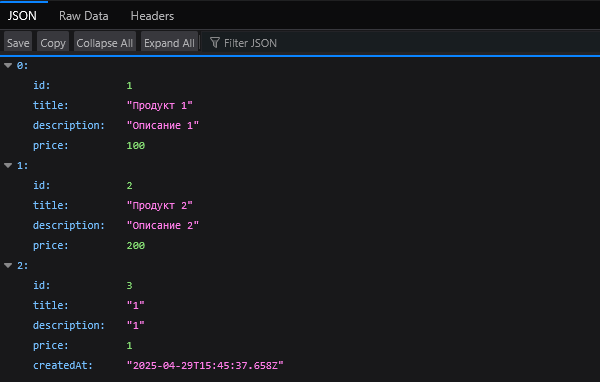 JSON Raw Data Headers
Save Copy Collapse All Expand All Filter JSON
0:
id: 1
title: "Продукт 1"
description: "Описание 1"
price: 100
1:
id: 2
title: "Продукт 2"
description: "Описание 2"
price: 200
2:
id: 3
title: "1"
description: "1"
price: 1
createdAt: "2025-04-29T15:45:37.658Z"